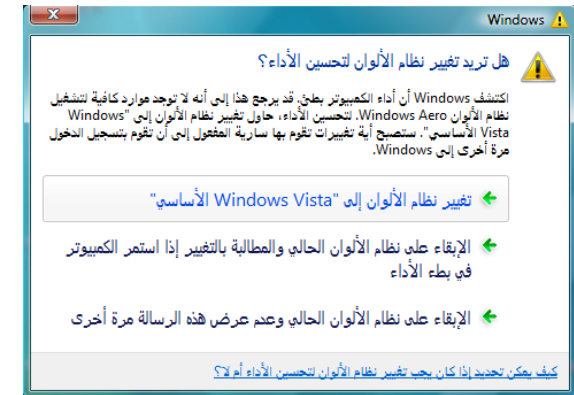 Windows
هل تريد تغيير نظام الألوان لتحسين الأداء؟
اكتشف Windows أن أداء الكمبيوتر بطئ. قد يرجع هذا إلى أنه لا توجد موارد كافية لتشغيل
نظام الألوان Windows Aero. لتحسين الأداء، حاول تغيير نظام الألوان إلى "Windows
Vista الأساسي". ستصبح أية تغييرات تقوم بها سارية المفعول إلى أن تقوم بتسجيل الدخول
مرة أخرى إلى Windows.
تغيير نظام الألوان إلى "Windows Vista الأساسي"
الإبقاء على نظام الألوان الحالي والمطالبة بالتغيير إذا استمر الكمبيوتر
في بطء الأداء
الإبقاء على نظام الألوان الحالي وعدم عرض هذه الرسالة مرة أخرى
كيف يمكن تحديد إذا كان يجب تغيير نظام الألوان لتحسين الأداء أم لا؟